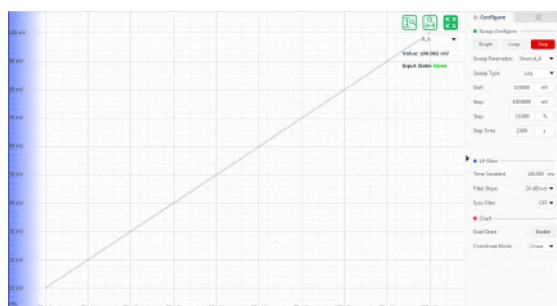 Configure
Sweep Configure
Single Loop Stop
R_A
Value: 100.002 mV
Input State: None
Sweep Type: Log
Start 10.0000 mV
Stop 100.0000 mV
Step 10.000 %
Step Time 2.000 s
LP Filter
Time Constant 100.000 ms
Filter Slope 24 dB/oct
Sync Filter OFF
Chart
Dual Chart Enable
Coordinate Mode Linear
100 mV
90 mV
80 mV
70 mV
60 mV
50 mV
40 mV
30 mV
20 mV
10 mV